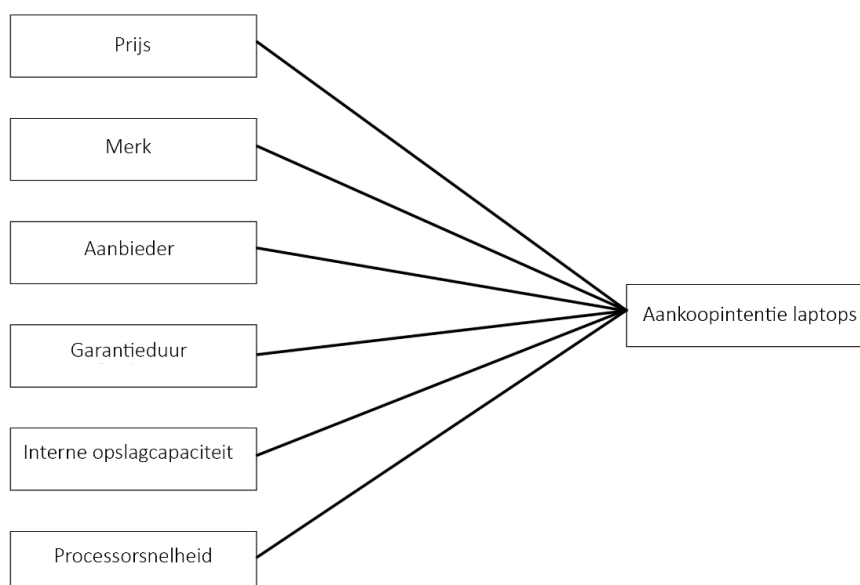 Prijs
Merk
Aanbieder
Garantieduur
Interne opslagcapaciteit
Processorsnelheid
Aankoopintentie laptops